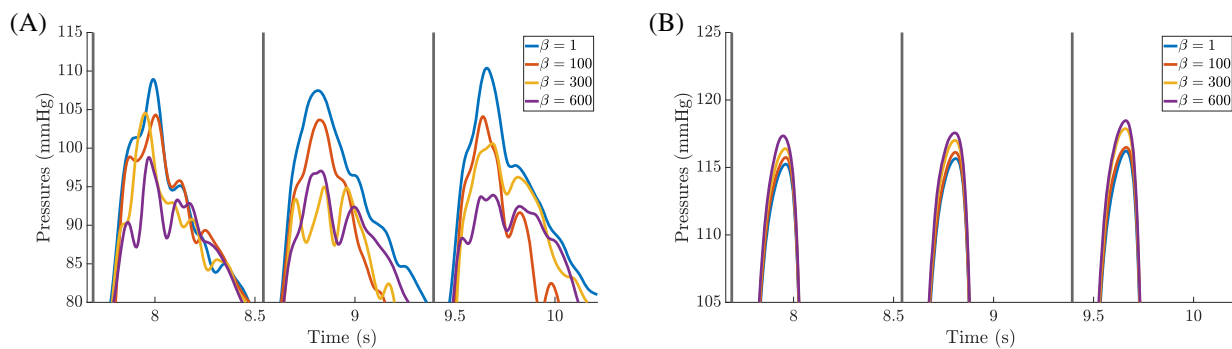 (A)
Pressures (mmHg)
115
110
105
100
95
90
85
80
8
8.5
9
9.5
10
Time (s)
β = 1
β = 100
β = 300
β = 600
(B)
Pressures (mmHg)
125
120
115
110
105
8
8.5
9
9.5
10
Time (s)
β = 1
β = 100
β = 300
β = 600